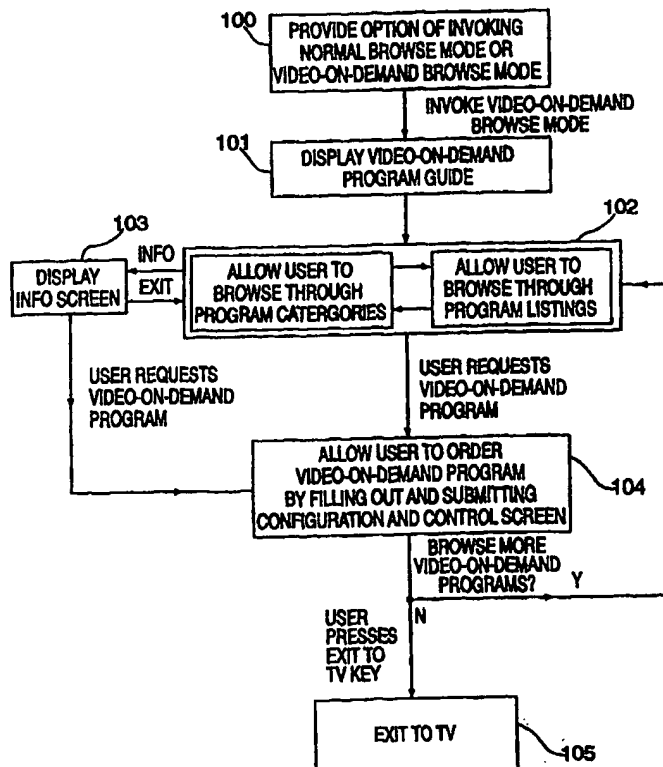 100
PROVIDE OPTION OF INVOKING
NORMAL BROWSE MODE OR
VIDEO-ON-DEMAND BROWSE MODE
INVOKE VIDEO-ON-DEMAND
BROWSE MODE
101
DISPLAY VIDEO-ON-DEMAND
PROGRAM GUIDE
102
103
DISPLAY
INFO SCREEN
INFO
EXIT
ALLOW USER TO
BROWSE THROUGH
PROGRAM CATERGORIES
ALLOW USER TO
BROWSE THROUGH
PROGRAM LISTINGS
USER REQUESTS
VIDEO-ON-DEMAND
PROGRAM
USER REQUESTS
VIDEO-ON-DEMAND
PROGRAM
ALLOW USER TO ORDER
VIDEO-ON-DEMAND PROGRAM
BY FILLING OUT AND SUBMITTING
CONFIGURATION AND CONTROL SCREEN
104
BROWSE MORE
VIDEO-ON-DEMAND
PROGRAMS?
Y
N
USER
PRESSES
EXIT TO
TV KEY
EXIT TO TV
105